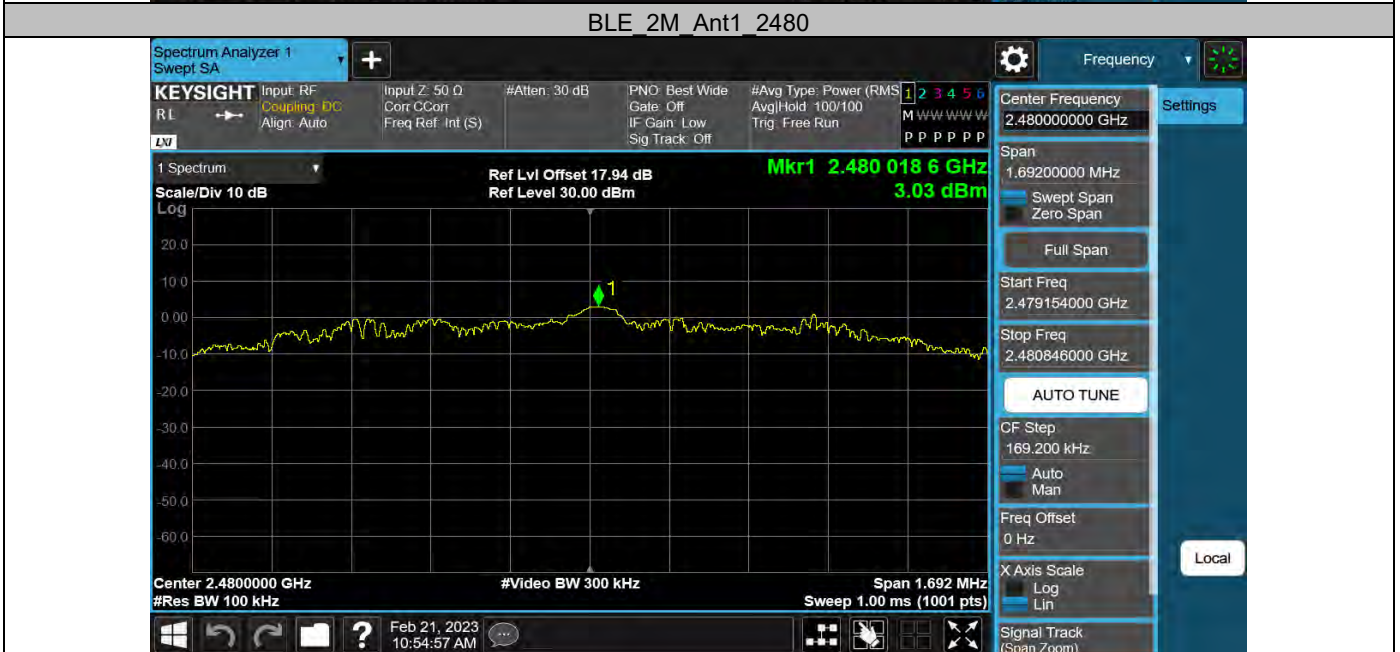 BLE_2M_Ant1_2480
Spectrum Analyzer 1
Swept SA
+
Frequency
KEYSIGHT
RL
LXI
Input: RF
Coupling: DC
Align: Auto
Input Z: 50 Ω
Corr CCorr
Freq Ref: Int (S)
#Atten: 30 dB
PNO: Best Wide
Gate: Off
IF Gain: Low
Sig Track: Off
#Avg Type: Power (RMS
Avg|Hold: 100/100
Trig: Free Run
1 2 3 4 5 6
M W W W W W
P P P P P P
1 Spectrum
Scale/Div 10 dB
Log
Ref Lvl Offset 17.94 dB
Ref Level 30.00 dBm
Mkr1 2.480 018 6 GHz
3.03 dBm
20.0
10.0
1
0.00
-10.0
-20.0
-30.0
-40.0
-50.0
-60.0
Center 2.4800000 GHz
#Res BW 100 kHz
#Video BW 300 kHz
Span 1.692 MHz
Sweep 1.00 ms (1001 pts)
?
Feb 21, 2023
10:54:57 AM
Center Frequency
2.480000000 GHz
Settings
Span
1.69200000 MHz
Swept Span
Zero Span
Full Span
Start Freq
2.479154000 GHz
Stop Freq
2.480846000 GHz
AUTO TUNE
CF Step
169.200 kHz
Auto
Man
Freq Offset
0 Hz
Local
X Axis Scale
Log
Lin
Signal Track
(Span Zoom)